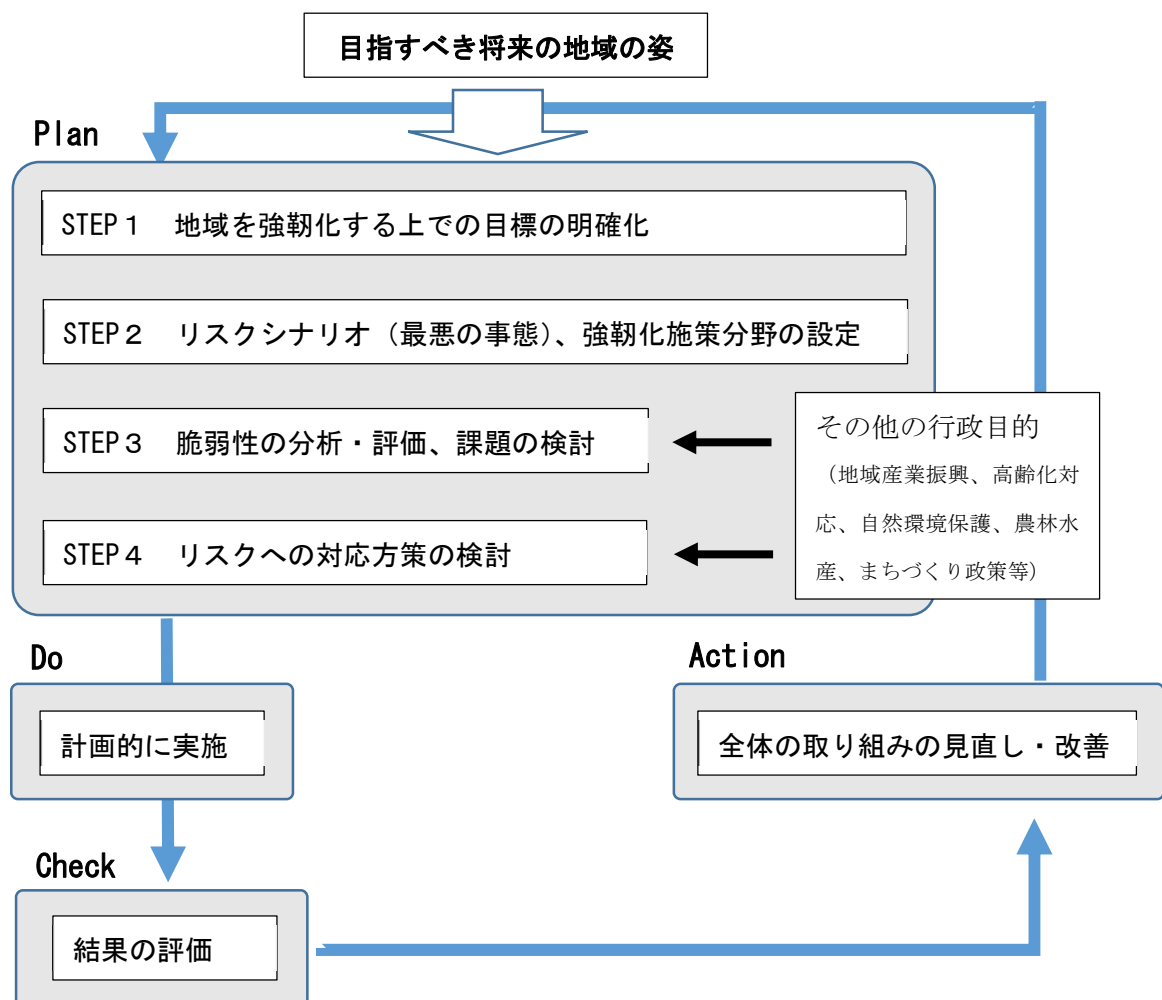 目指すべき将来の地域の姿
Plan
STEP１　地域を強靱化する上での目標の明確化
STEP２　リスクシナリオ（最悪の事態）、強靱化施策分野の設定
STEP３　脆弱性の分析・評価、課題の検討
STEP４　リスクへの対応方策の検討
その他の行政目的
（地域産業振興、高齢化対
応、自然環境保護、農林水
産、まちづくり政策等）
Do
計画的に実施
Action
全体の取り組みの見直し・改善
Check
結果の評価